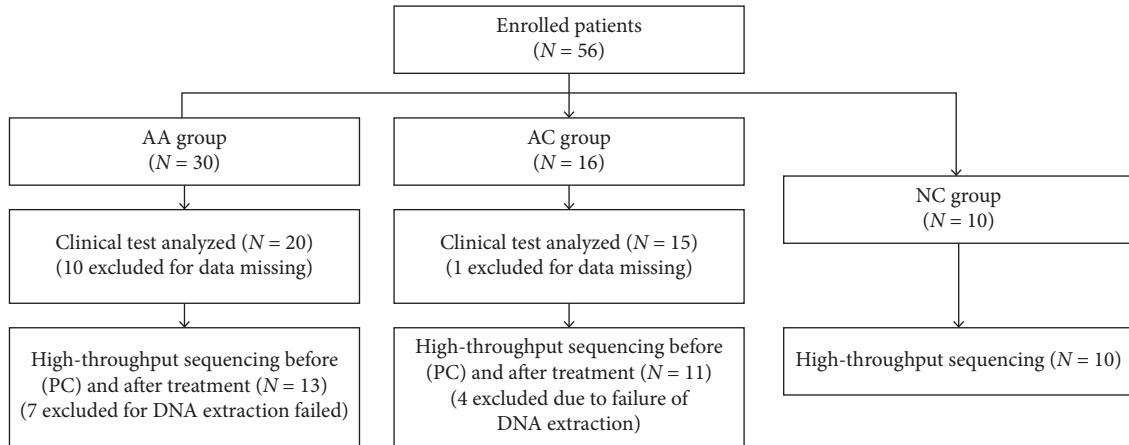 Enrolled patients
(N = 56)
AA group
(N = 30)
AC group
(N = 16)
NC group
(N = 10)
Clinical test analyzed (N = 20)
(10 excluded for data missing)
Clinical test analyzed (N = 15)
(1 excluded for data missing)
High-throughput sequencing before
(PC) and after treatment (N = 13)
(7 excluded for DNA extraction failed)
High-throughput sequencing before
(PC) and after treatment (N = 11)
(4 excluded due to failure of
DNA extraction)
High-throughput sequencing (N = 10)